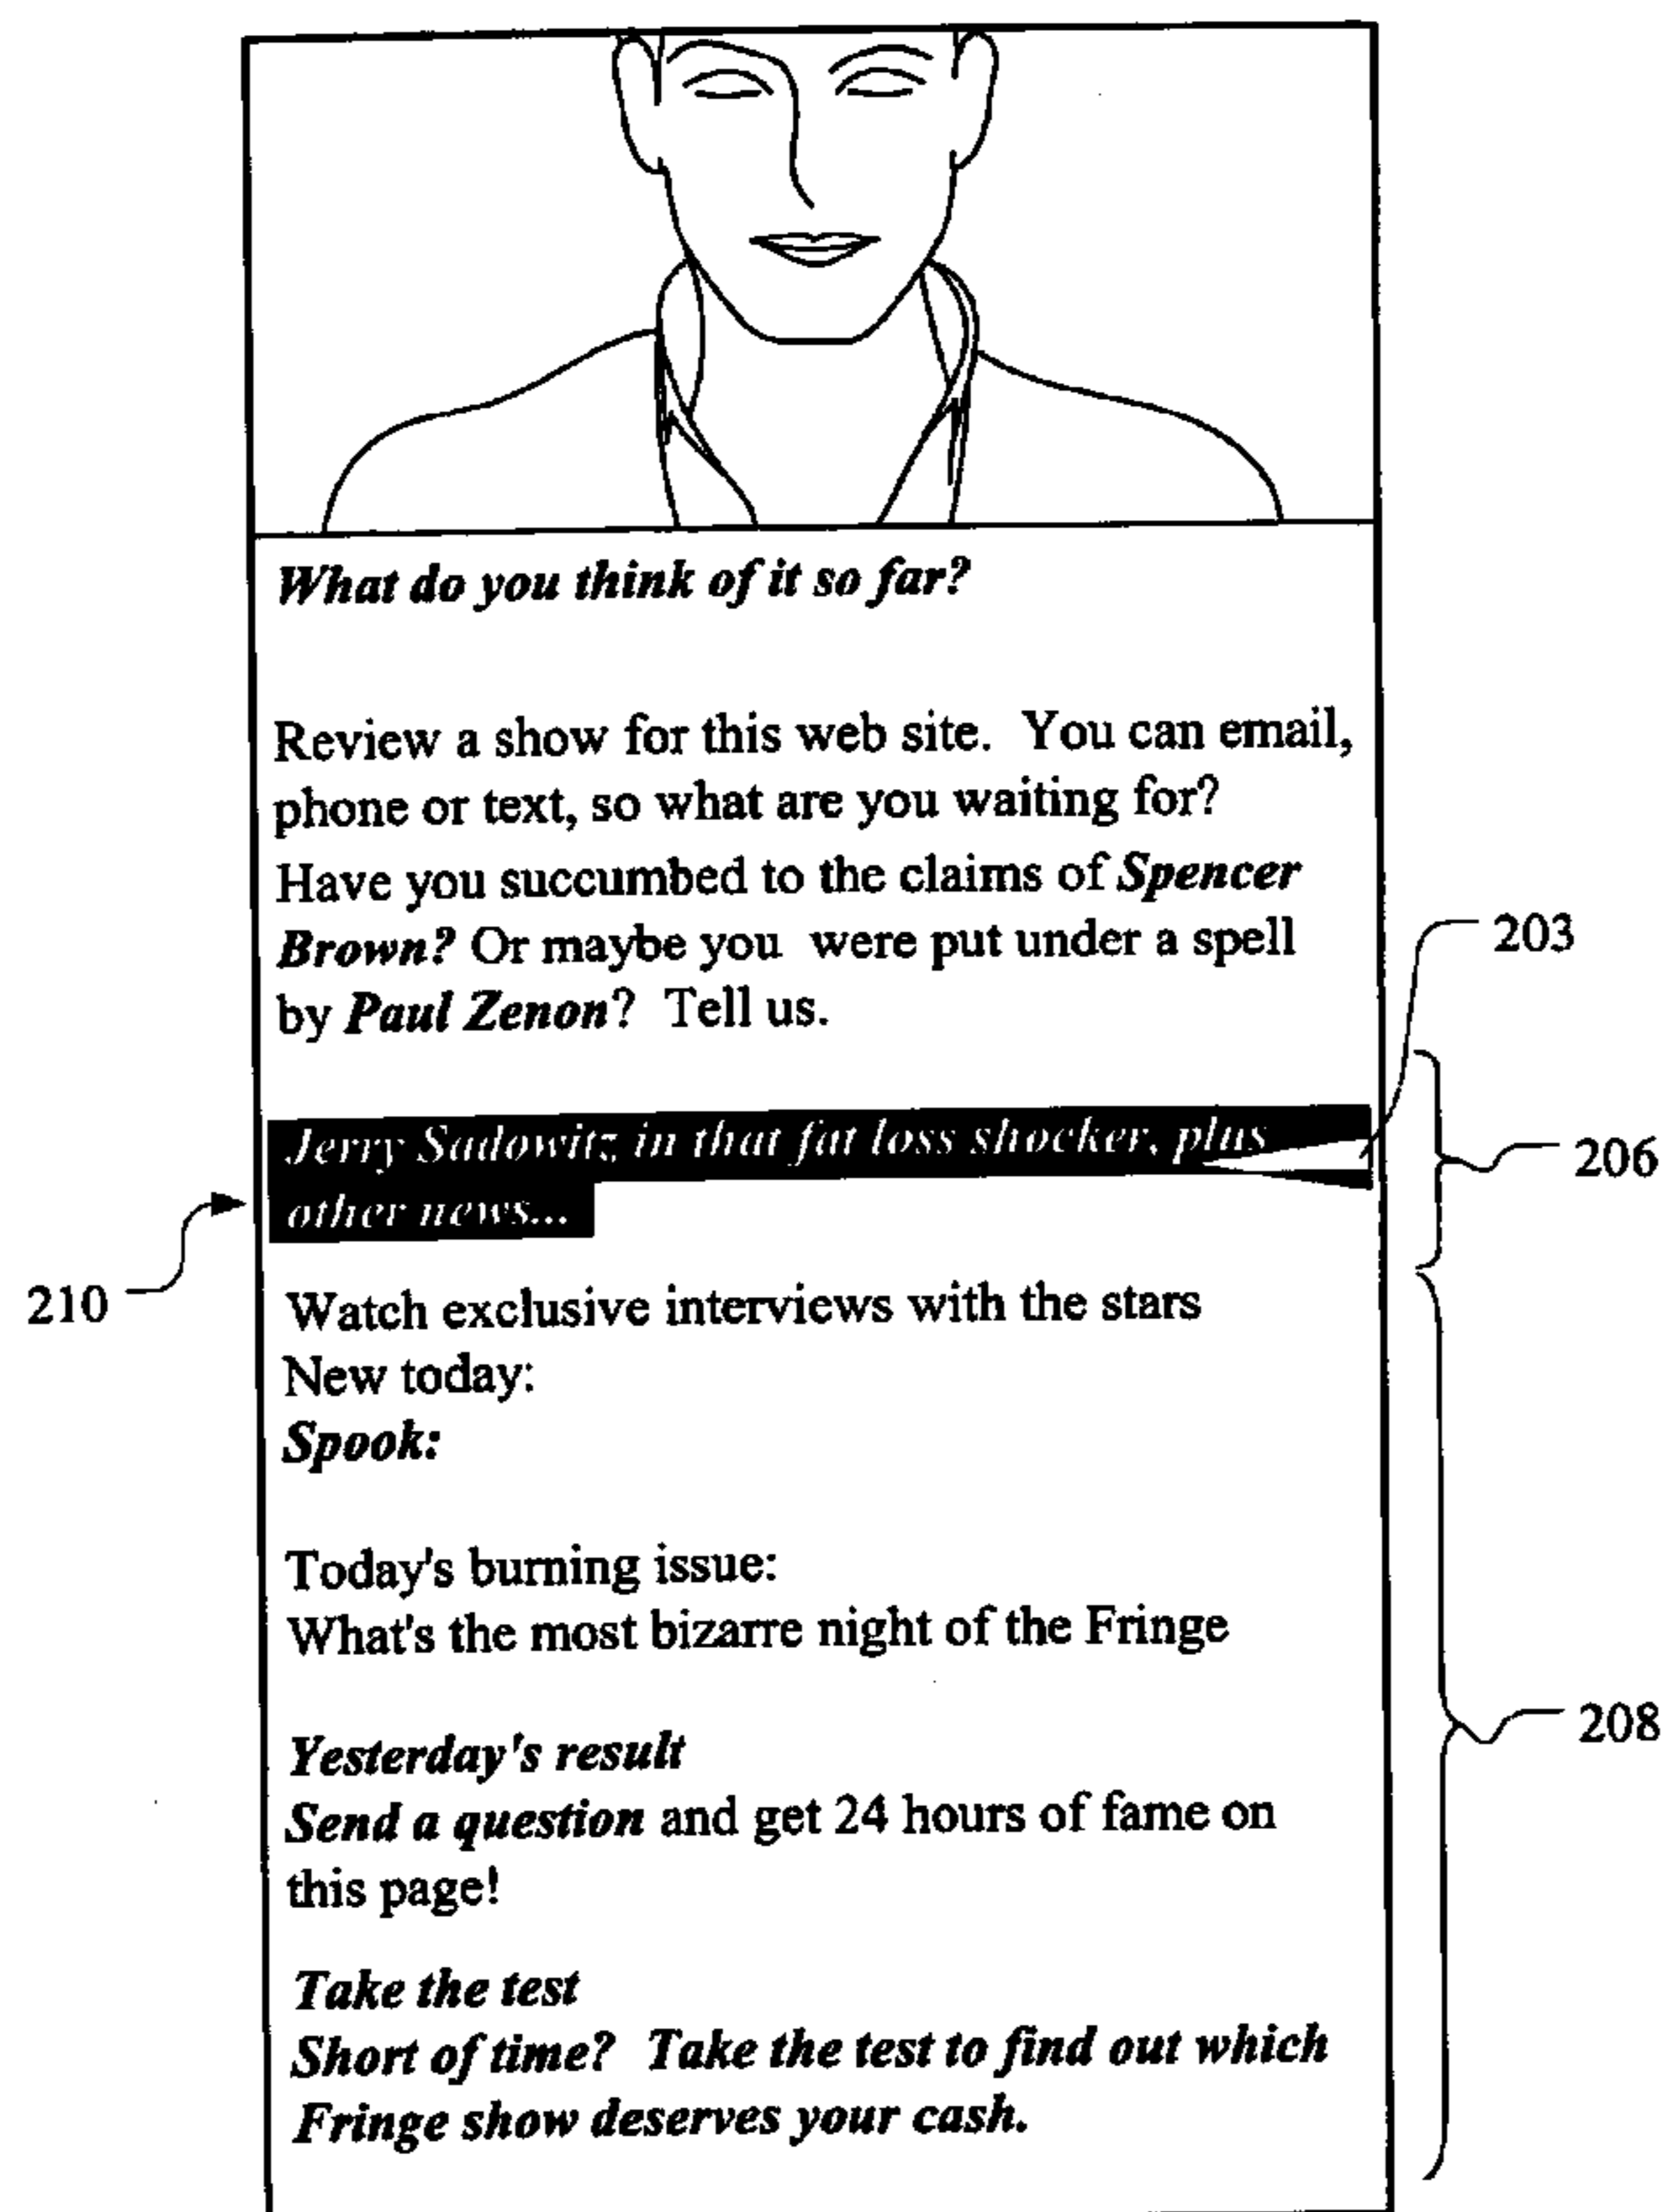 What do you think of it so far?
Review a show for this web site.  You can email,
phone or text, so what are you waiting for?
Have you succumbed to the claims of Spencer
Brown? Or maybe you  were put under a spell
by Paul Zenon?  Tell us.
203
Jerry Sadowitz in that fat loss shocker, plus
other news...
206
210
Watch exclusive interviews with the stars
New today:
Spook:
Today's burning issue:
What's the most bizarre night of the Fringe
208
Yesterday's result
Send a question and get 24 hours of fame on
this page!
Take the test
Short of time?  Take the test to find out which
Fringe show deserves your cash.